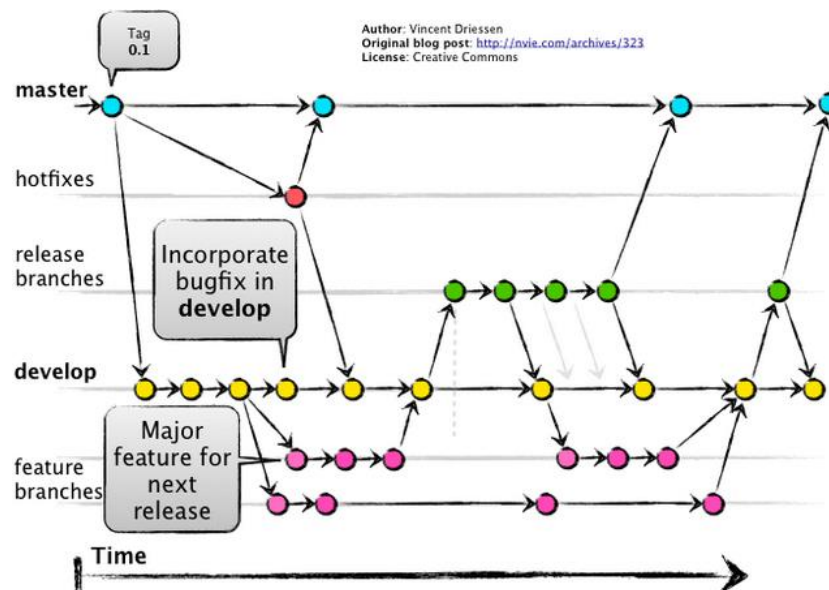 Tag
0.1
Author: Vincent Driessen
Original blog post: http://nvie.com/archives/323
License: Creative Commons
master
hotfixes
release
branches
Incorporate
bugfix in
develop
develop
Major
feature for
next
release
feature
branches
Time